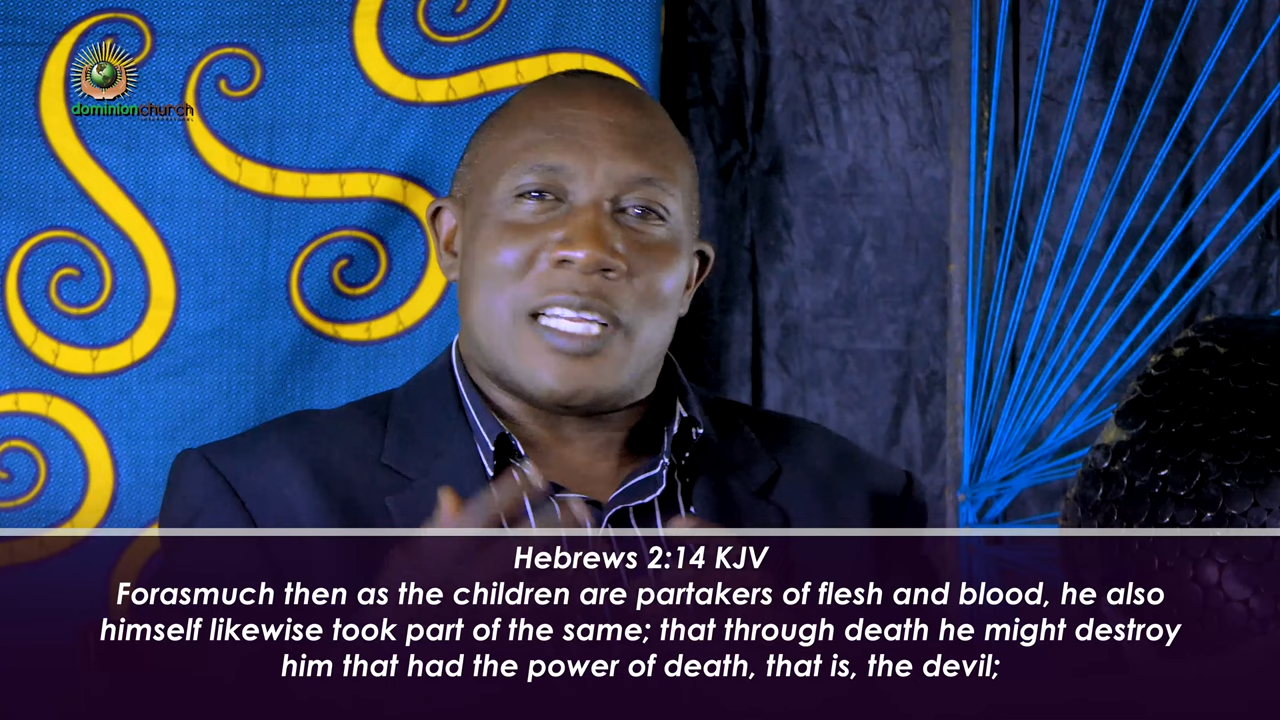 dominionchurch
INTERNATIONAL
Hebrews 2:14 KJV
Forasmuch then as the children are partakers of flesh and blood, he also
himself likewise took part of the same; that through death he might destroy
him that had the power of death, that is, the devil;